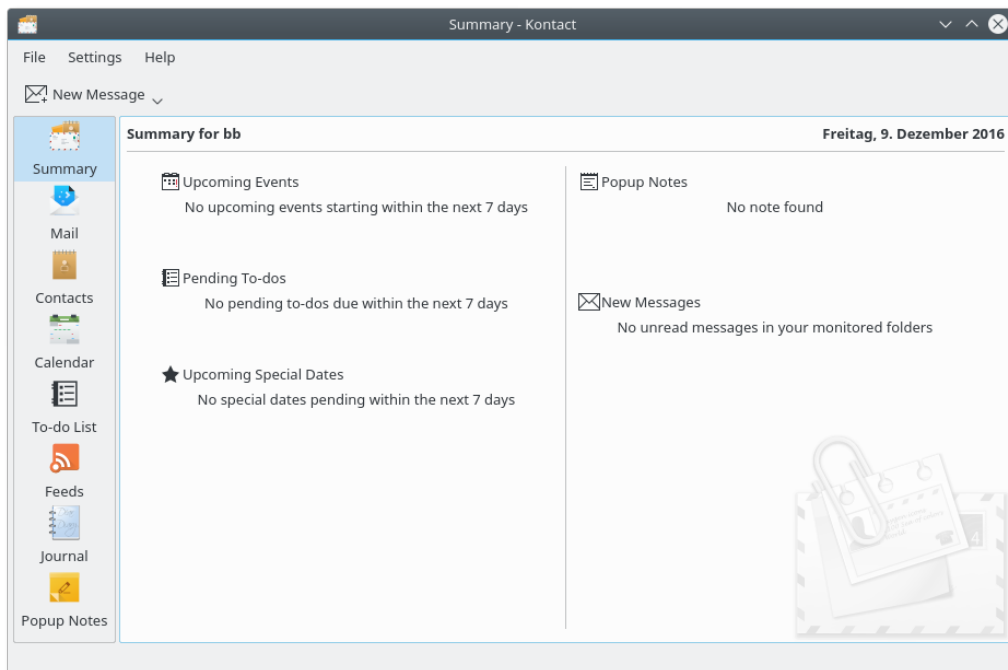 Summary - Kontact
File Settings Help
New Message
Summary for bb
Freitag, 9. Dezember 2016
Summary
Mail
Contacts
Calendar
To-do List
Feeds
Journal
Popup Notes
Upcoming Events
No upcoming events starting within the next 7 days
Pending To-dos
No pending to-dos due within the next 7 days
Upcoming Special Dates
No special dates pending within the next 7 days
Popup Notes
No note found
New Messages
No unread messages in your monitored folders